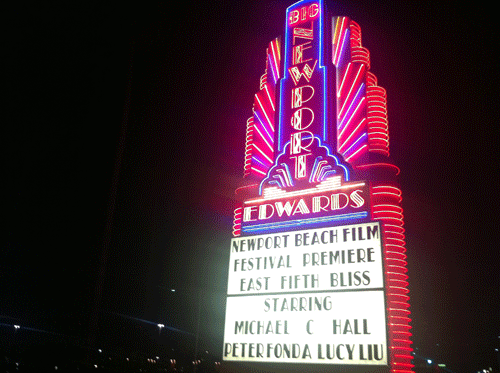 BIG
NEWPORT
EDWARDS
NEWPORT BEACH FILM
FESTIVAL PREMIERE
EAST FIFTH BLISS
STARRING
MICHAEL C HALL
PETER FONDA LUCY LIU